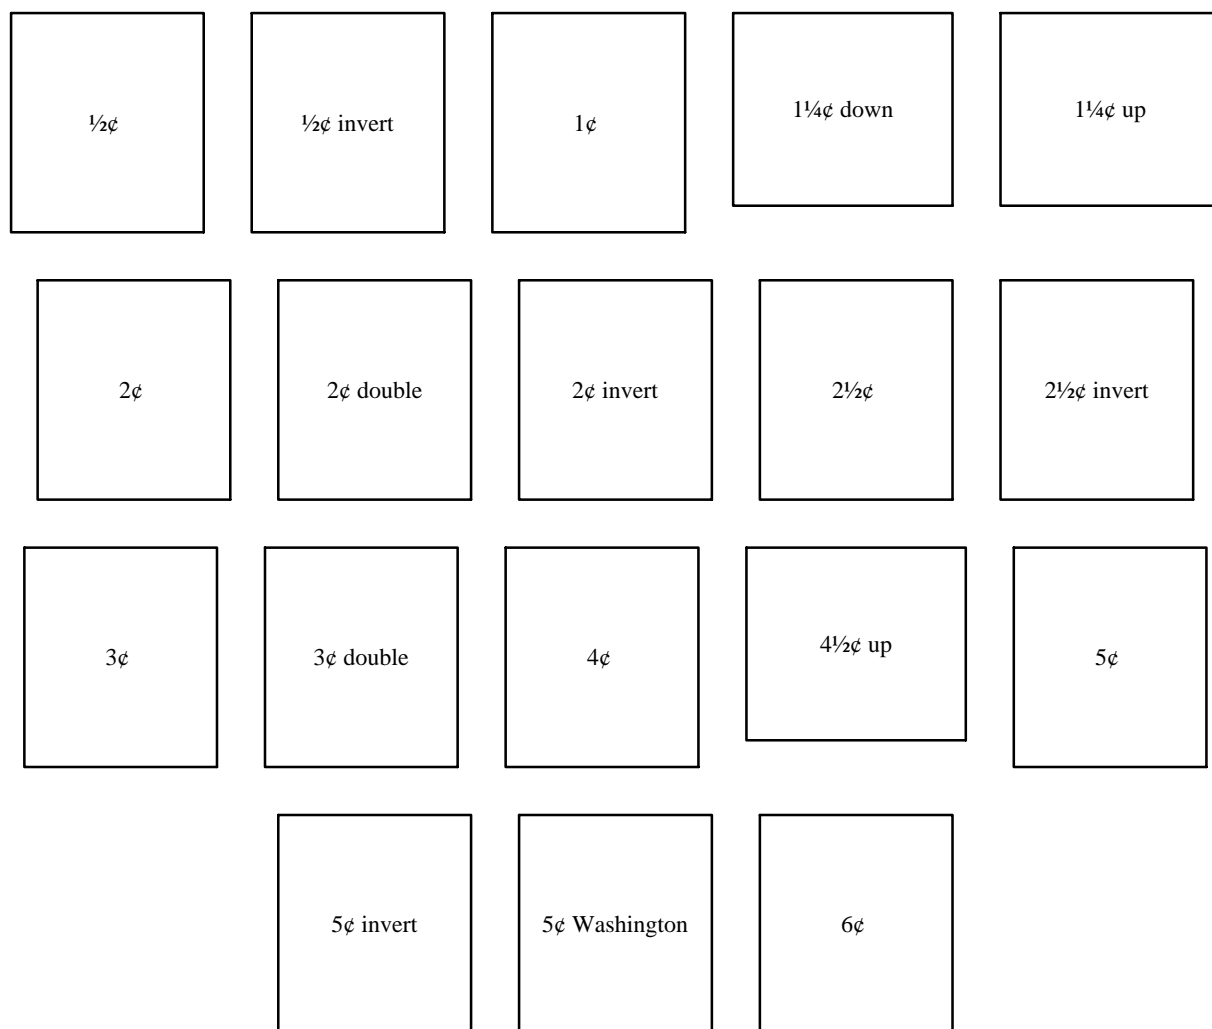 ½¢
½¢ invert
1¢
1¼¢ down
1¼¢ up
2¢
2¢ double
2¢ invert
2½¢
2½¢ invert
3¢
3¢ double
4¢
4½¢ up
5¢
5¢ invert
5¢ Washington
6¢